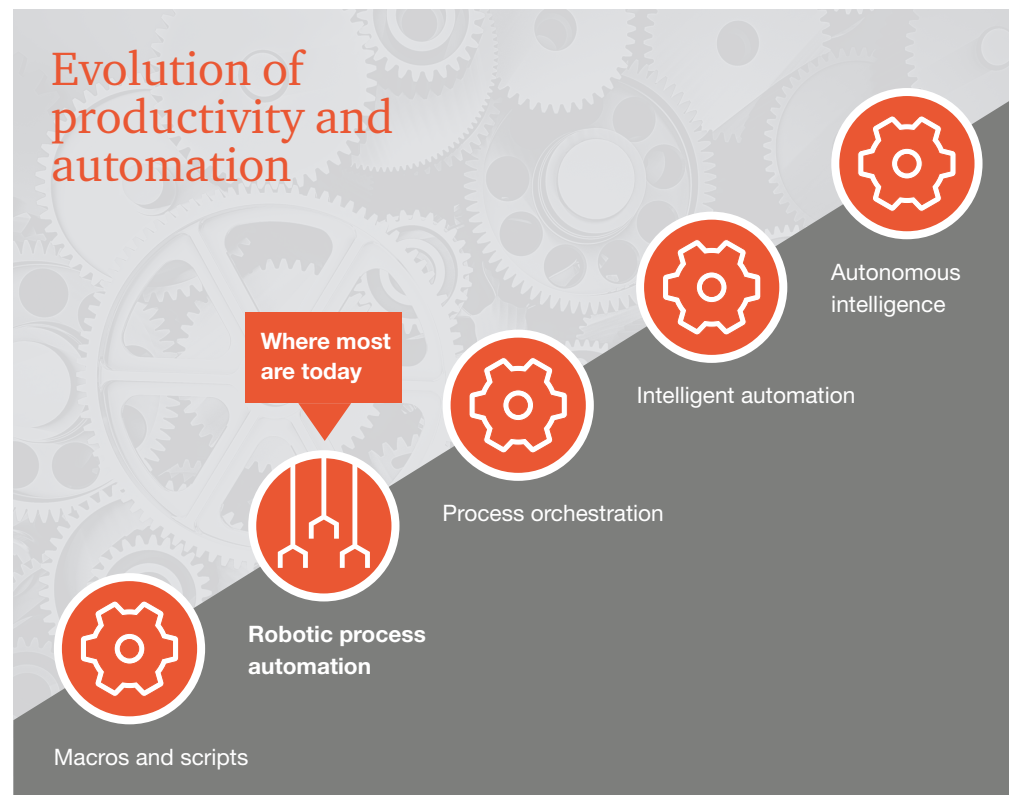 Evolution of
productivity and
automation
Where most
are today
Autonomous
intelligence
Intelligent automation
Process orchestration
Robotic process
automation
Macros and scripts